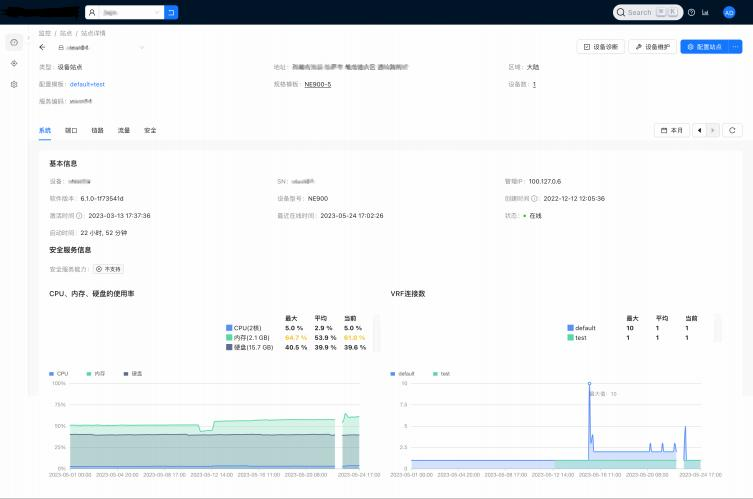 Search ⌘ K AD
监控 / 站点 / 站点详情
设备诊断 设备维护 配置站点 ...
类型: 设备站点 地址: 区域: 大陆
配置模板: default+test 规格模板: NE900-5 设备数: 1
服务编码:
系统 端口 链路 流量 安全 本月
基本信息
设备: SN: 管理IP: 100.127.0.6
软件版本: 6.1.0-1f73541d 设备型号: NE900 创建时间: 2022-12-12 12:05:36
激活时间: 2023-03-13 17:37:36 最近在线时间: 2023-05-24 17:02:26 状态: 在线
启动时间: 22 小时, 52 分钟
安全服务信息
安全服务能力: 不支持
CPU、内存、硬盘的使用率
最大 平均 当前
CPU(2核) 5.0 % 2.9 % 5.0 %
内存(2.1 GB) 64.7 % 53.9 % 61.0 %
硬盘(15.7 GB) 40.5 % 39.9 % 39.6 %
CPU 内存 硬盘
100%
75%
50%
25%
0%
2023-05-01 00:00 2023-05-04 20:00 2023-05-08 17:00 2023-05-12 14:00 2023-05-16 11:00 2023-05-20 08:00 2023-05-24 17:00
VRF连接数
最大 平均 当前
default 10 1 1
test 1 1 1
default test
10
7.5
5
2.5
0
最大值: 10
2023-05-01 00:00 2023-05-04 20:00 2023-05-08 17:00 2023-05-12 14:00 2023-05-16 11:00 2023-05-20 08:00 2023-05-24 17:00